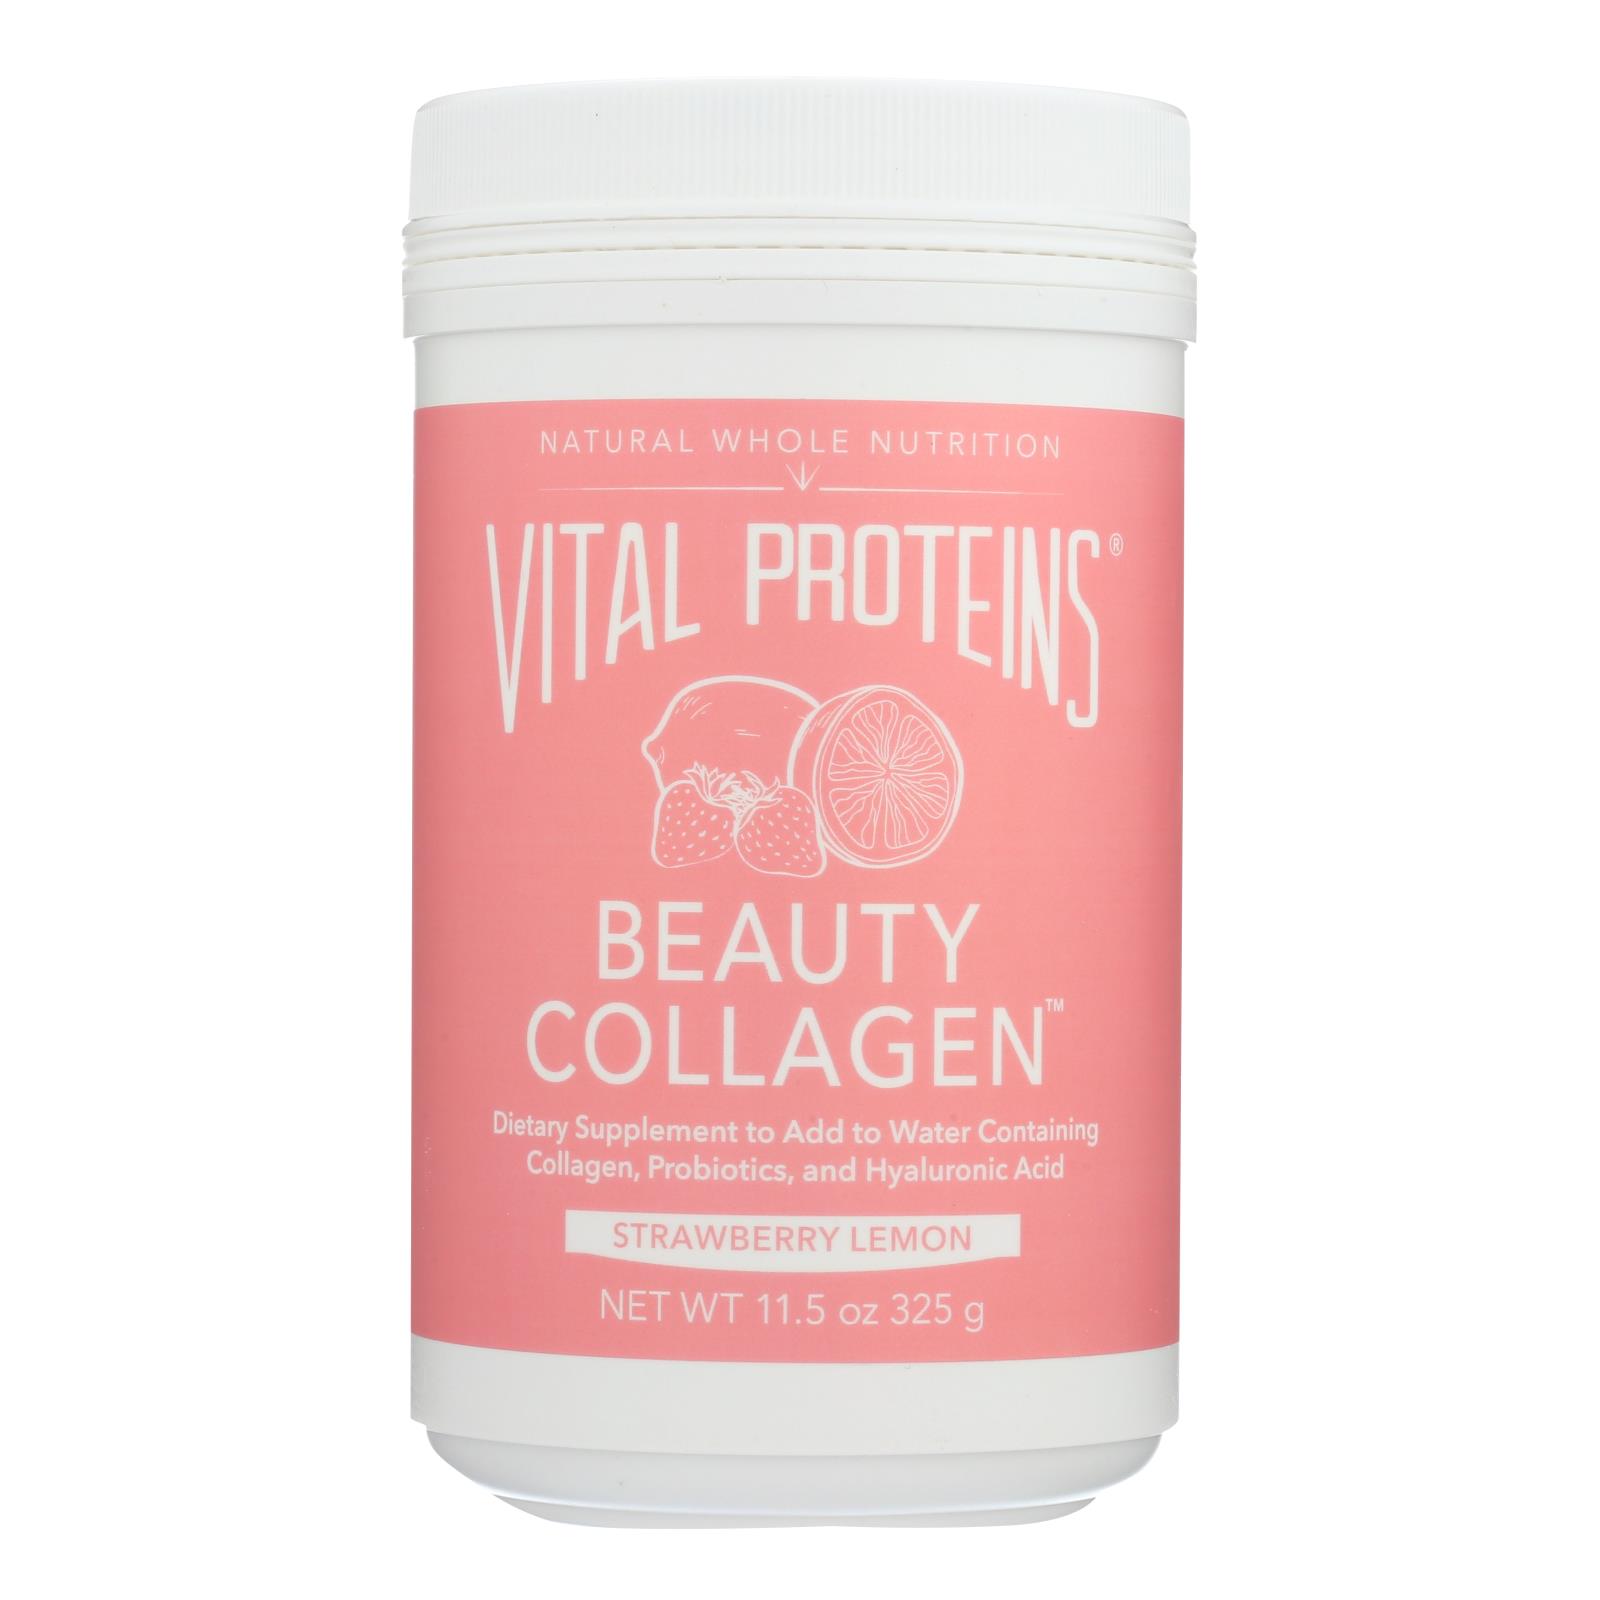 NATURAL WHOLE NUTRITION
VITAL PROTEINS®
BEAUTY
COLLAGEN™
Dietary Supplement to Add to Water Containing
Collagen, Probiotics, and Hyaluronic Acid
STRAWBERRY LEMON
NET WT 11.5 oz 325 g